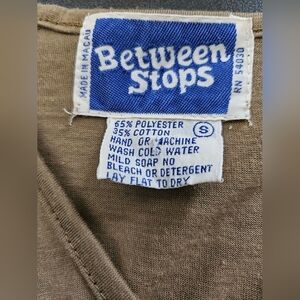 MADE IN MACAU
Between
Stops
RN 54030
65% POLYESTER
35% COTTON
S
HAND OR MACHINE
WASH COLD WATER
MILD SOAP NO
BLEACH OR DETERGENT
LAY FLAT TO DRY